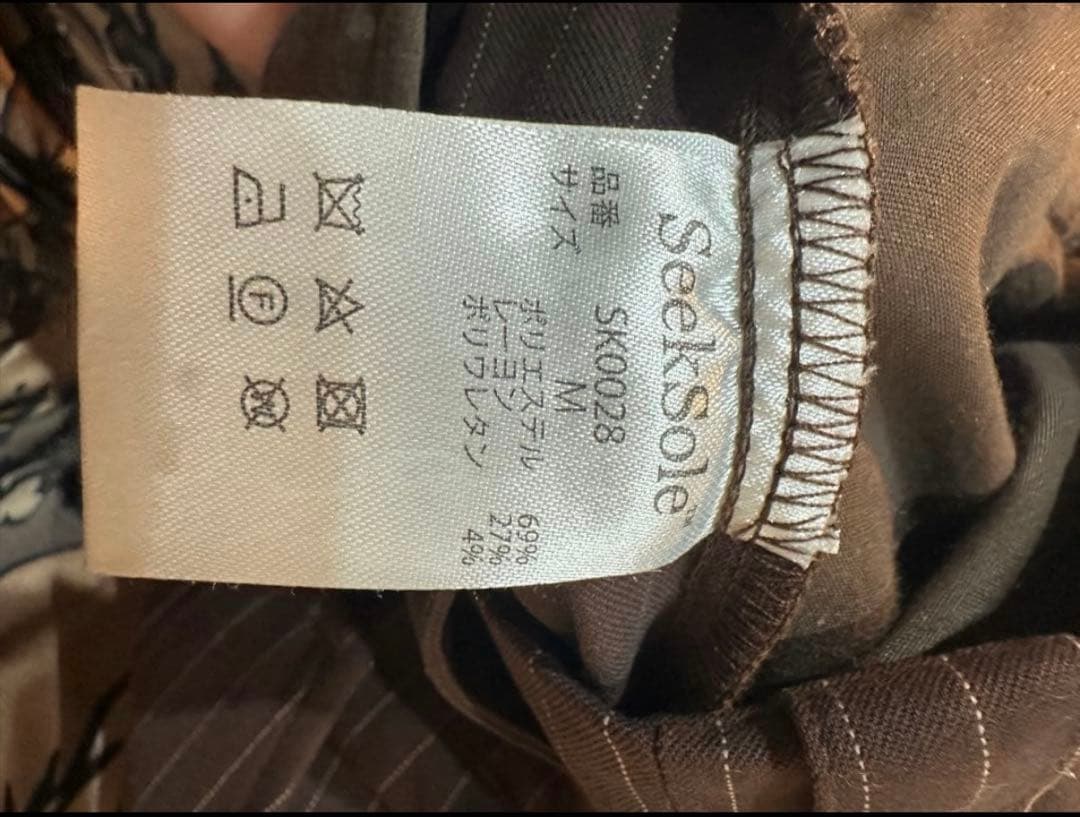 SeekSole™
品番 SK0028
サイズ M
ポリエステル 69%
レーヨン 27%
ポリウレタン 4%
F
W